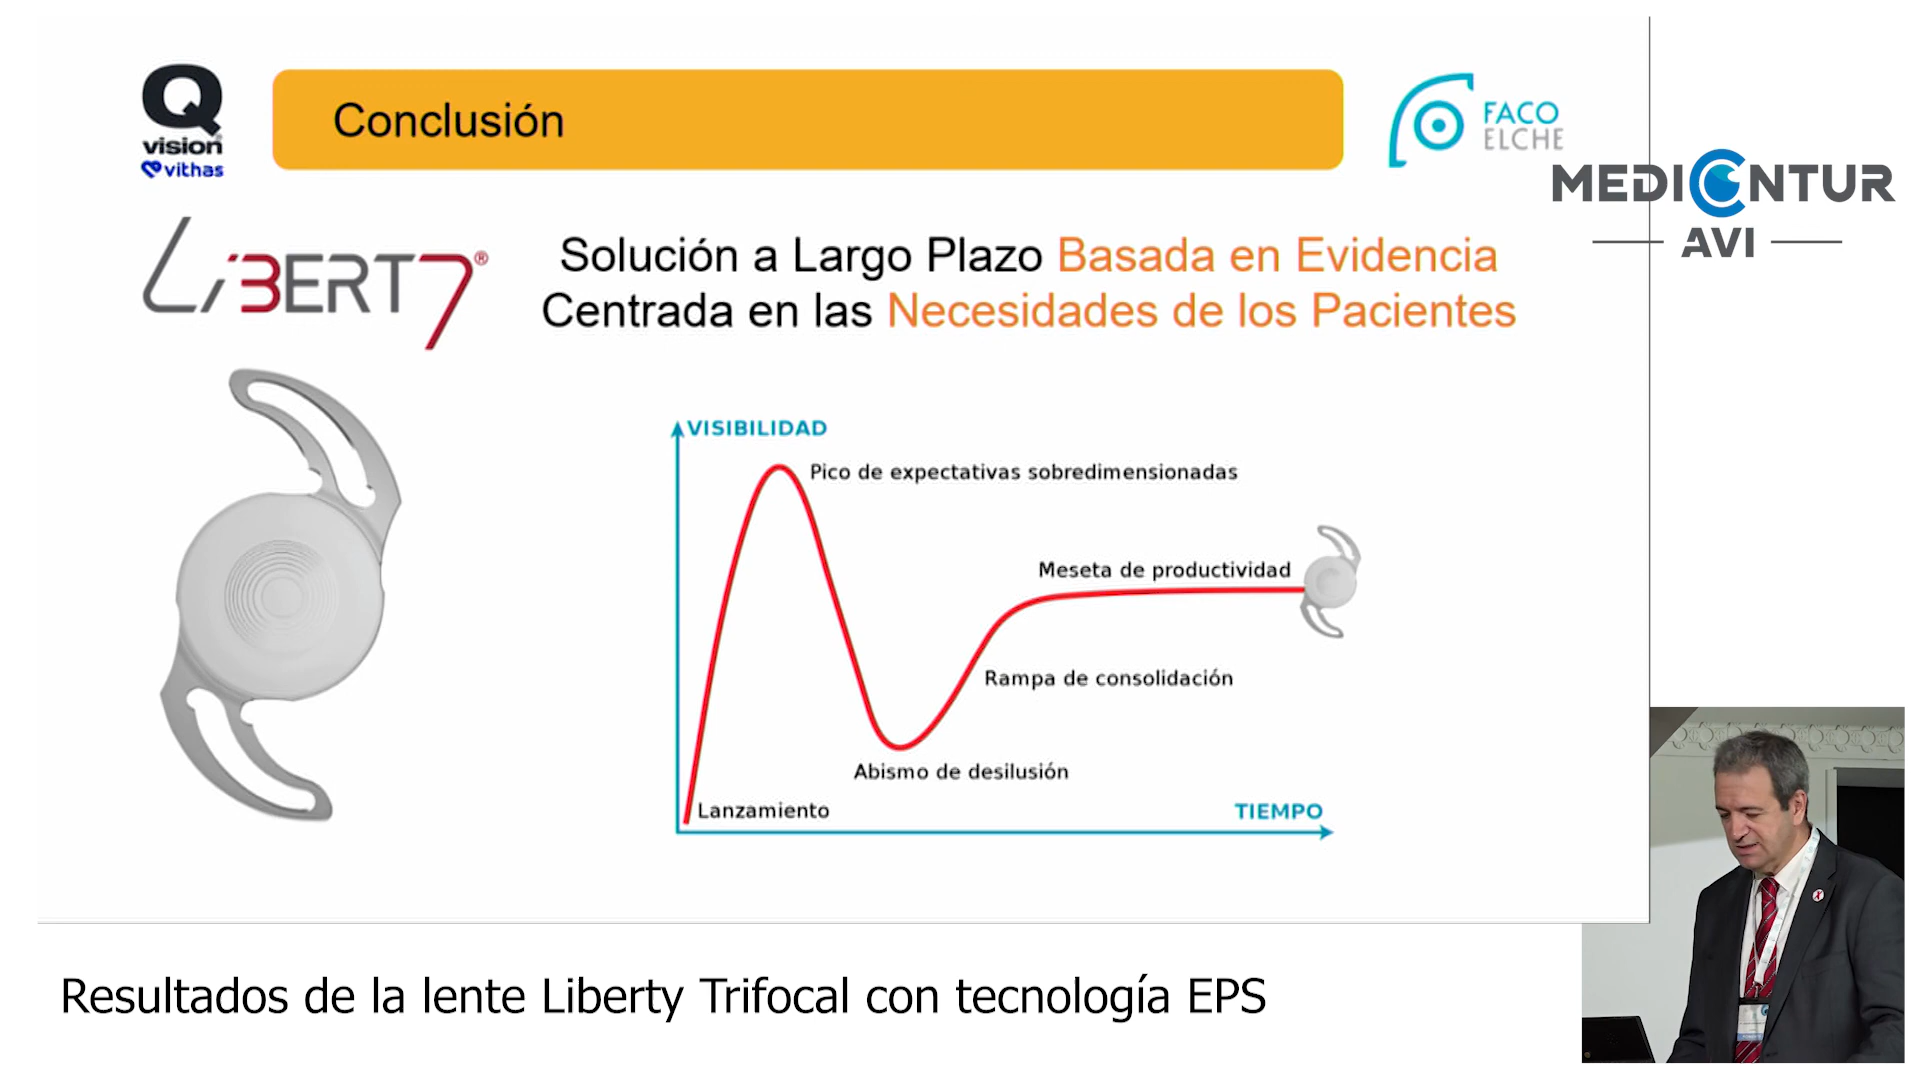 Q
vision
vithas
Conclusión
FACO
ELCHE
MEDICONTUR
AVI
LIBERTY®
Solución a Largo Plazo Basada en Evidencia
Centrada en las Necesidades de los Pacientes
VISIBILIDAD
Pico de expectativas sobredimensionadas
Meseta de productividad
Rampa de consolidación
Abismo de desilusión
Lanzamiento
TIEMPO
Resultados de la lente Liberty Trifocal con tecnología EPS